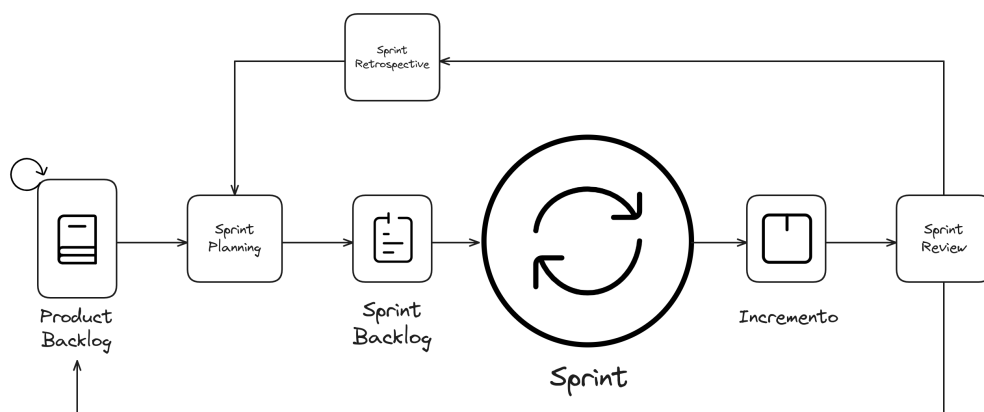 Sprint
Retrospective
Sprint
Planning
Sprint
Review
Product
Backlog
Sprint
Backlog
Incremento
Sprint